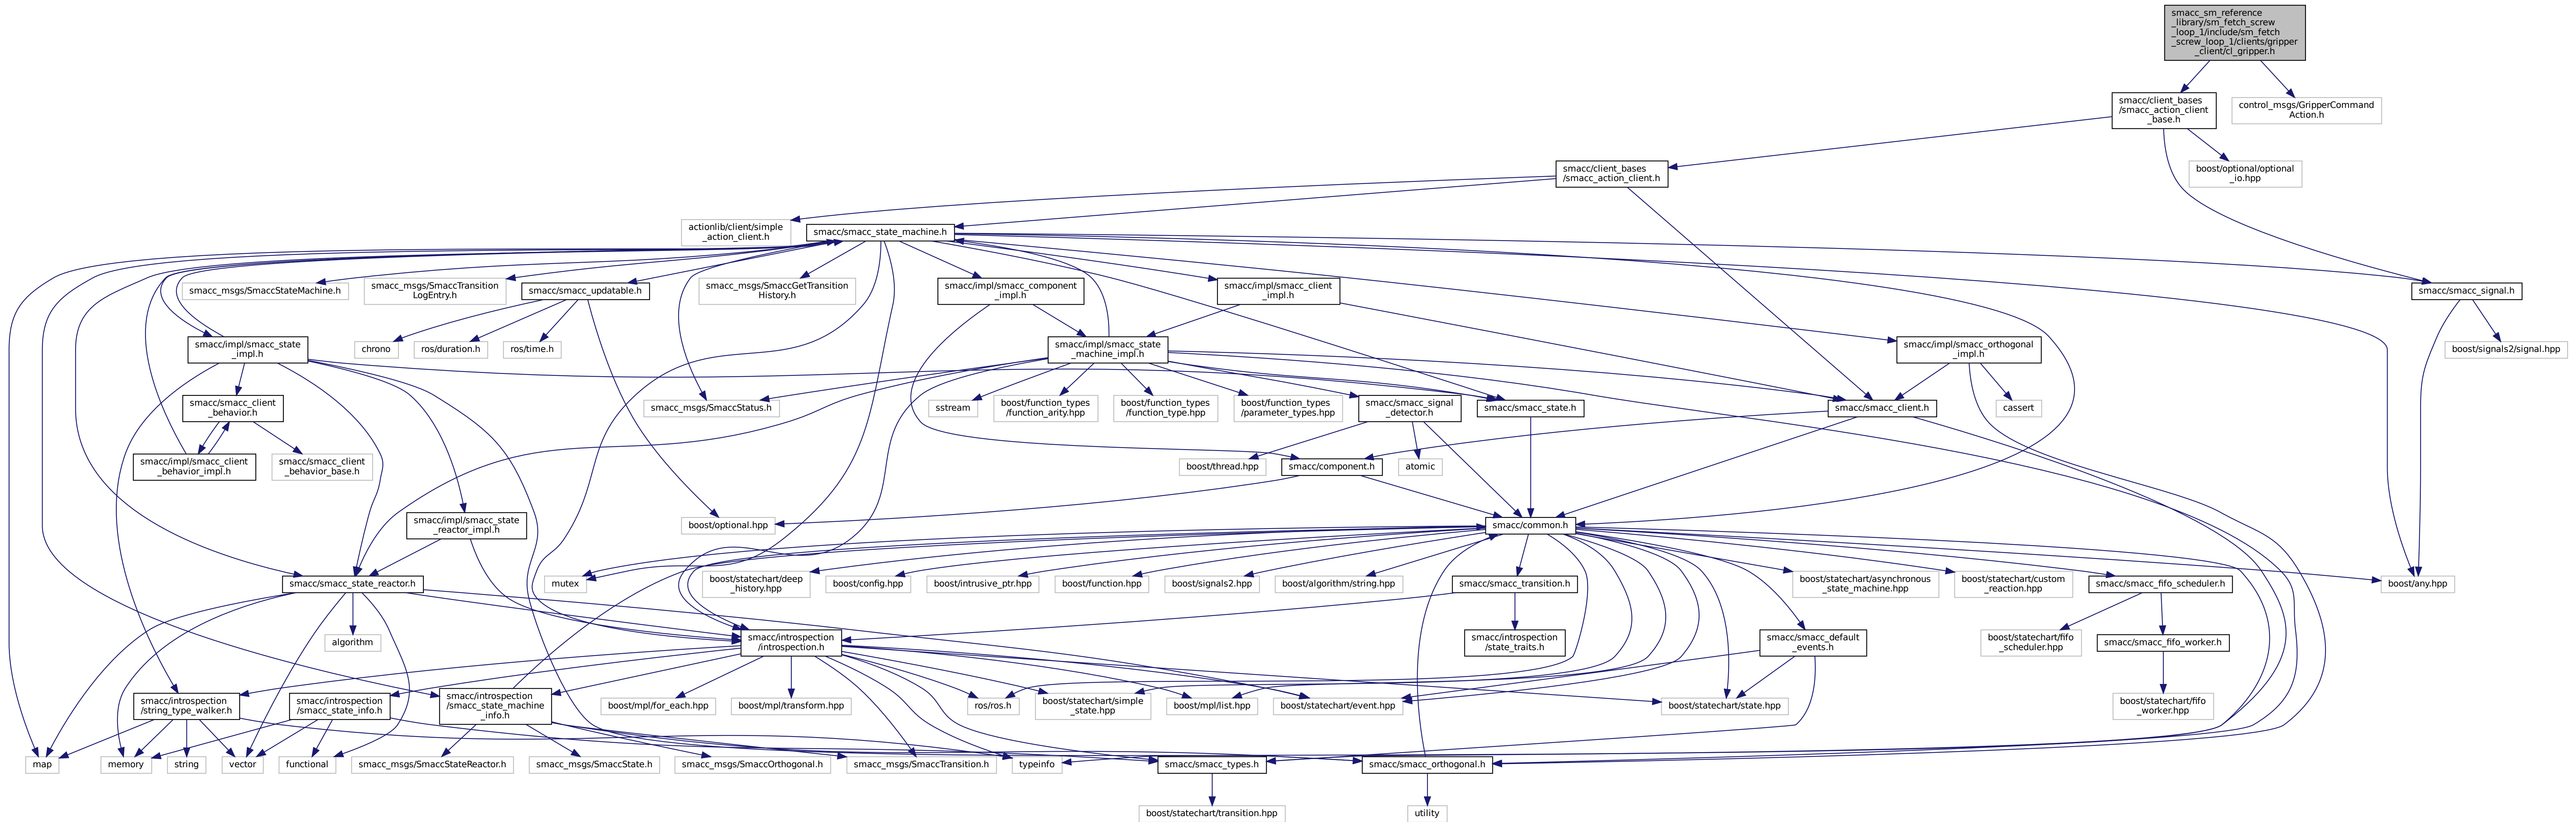 smacc_sm_reference
_library/sm_fetch_screw
_loop_1/include/sm_fetch
_screw_loop_1/clients/gripper
_client/cl_gripper.h
smacc/client_bases
/smacc_action_client
_base.h
control_msgs/GripperCommand
Action.h
smacc/client_bases
/smacc_action_client.h
boost/optional/optional
_io.hpp
actionlib/client/simple
_action_client.h
smacc/smacc_state_machine.h
smacc_msgs/SmaccStateMachine.h
smacc_msgs/SmaccTransition
LogEntry.h
smacc/smacc_updatable.h
smacc_msgs/SmaccGetTransition
History.h
smacc/impl/smacc_component
_impl.h
smacc/impl/smacc_client
_impl.h
smacc/smacc_signal.h
smacc/impl/smacc_state
_impl.h
chrono
ros/duration.h
ros/time.h
smacc/impl/smacc_state
_machine_impl.h
smacc/impl/smacc_orthogonal
_impl.h
boost/signals2/signal.hpp
smacc/smacc_client
_behavior.h
smacc_msgs/SmaccStatus.h
sstream
boost/function_types
/function_arity.hpp
boost/function_types
/function_type.hpp
boost/function_types
/parameter_types.hpp
smacc/smacc_signal
_detector.h
smacc/smacc_state.h
smacc/smacc_client.h
cassert
smacc/impl/smacc_client
_behavior_impl.h
smacc/smacc_client
_behavior_base.h
boost/thread.hpp
smacc/component.h
atomic
smacc/impl/smacc_state
_reactor_impl.h
boost/optional.hpp
smacc/common.h
smacc/smacc_state_reactor.h
mutex
boost/statechart/deep
_history.hpp
boost/config.hpp
boost/intrusive_ptr.hpp
boost/function.hpp
boost/signals2.hpp
boost/algorithm/string.hpp
smacc/smacc_transition.h
boost/statechart/asynchronous
_state_machine.hpp
boost/statechart/custom
_reaction.hpp
smacc/smacc_fifo_scheduler.h
boost/any.hpp
algorithm
smacc/introspection
/introspection.h
smacc/introspection
/state_traits.h
smacc/smacc_default
_events.h
boost/statechart/fifo
_scheduler.hpp
smacc/smacc_fifo_worker.h
smacc/introspection
/string_type_walker.h
smacc/introspection
/smacc_state_info.h
smacc/introspection
/smacc_state_machine
_info.h
boost/mpl/for_each.hpp
boost/mpl/transform.hpp
ros/ros.h
boost/statechart/simple
_state.hpp
boost/mpl/list.hpp
boost/statechart/event.hpp
boost/statechart/state.hpp
boost/statechart/fifo
_worker.hpp
map
memory
string
vector
functional
smacc_msgs/SmaccStateReactor.h
smacc_msgs/SmaccState.h
smacc_msgs/SmaccOrthogonal.h
smacc_msgs/SmaccTransition.h
typeinfo
smacc/smacc_types.h
smacc/smacc_orthogonal.h
boost/statechart/transition.hpp
utility